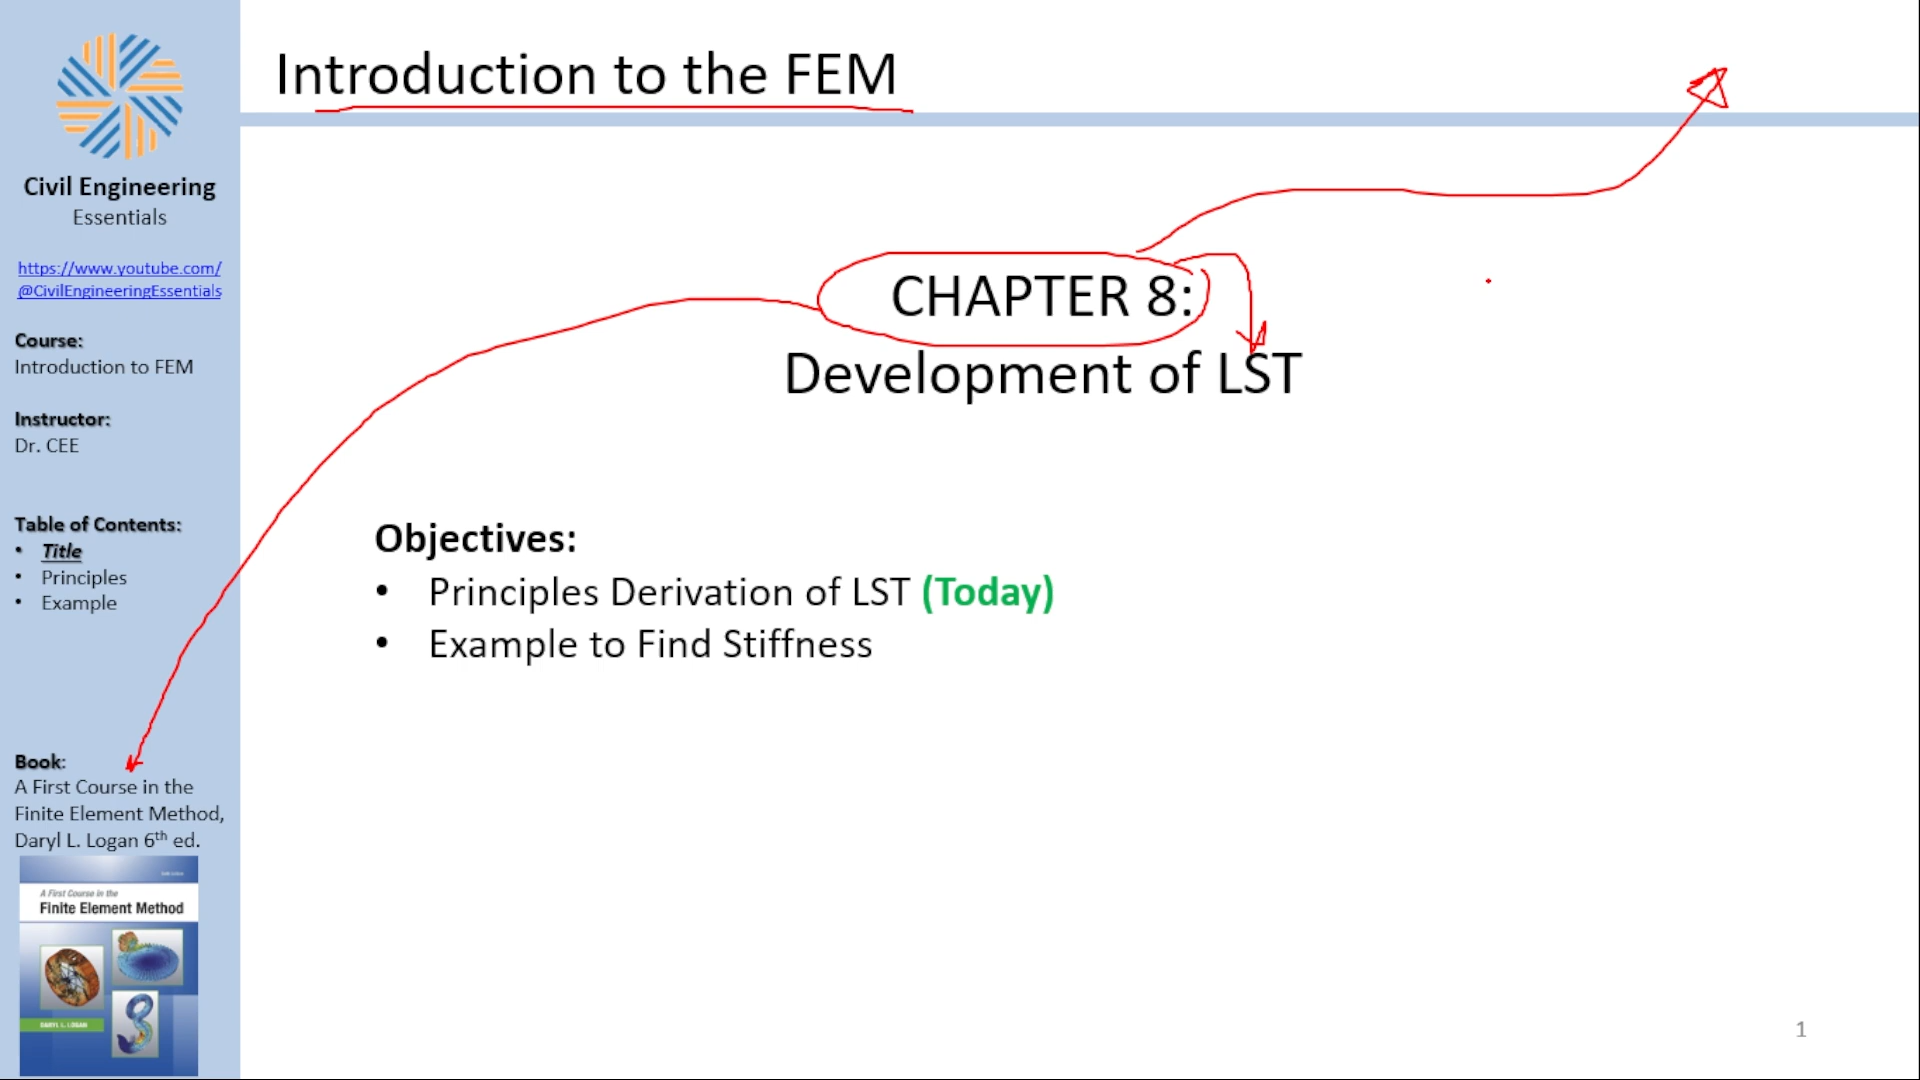 Introduction to the FEM
Civil Engineering
Essentials
https://www.youtube.com/
@CivilEngineeringEssentials
Course:
Introduction to FEM
Instructor:
Dr. CEE
Table of Contents:
• Title
• Principles
• Example
Book:
A First Course in the
Finite Element Method,
Daryl L. Logan 6th ed.
A First Course in the
Finite Element Method
DARYL L. LOGAN
CHAPTER 8:
Development of LST
Objectives:
• Principles Derivation of LST (Today)
• Example to Find Stiffness
1